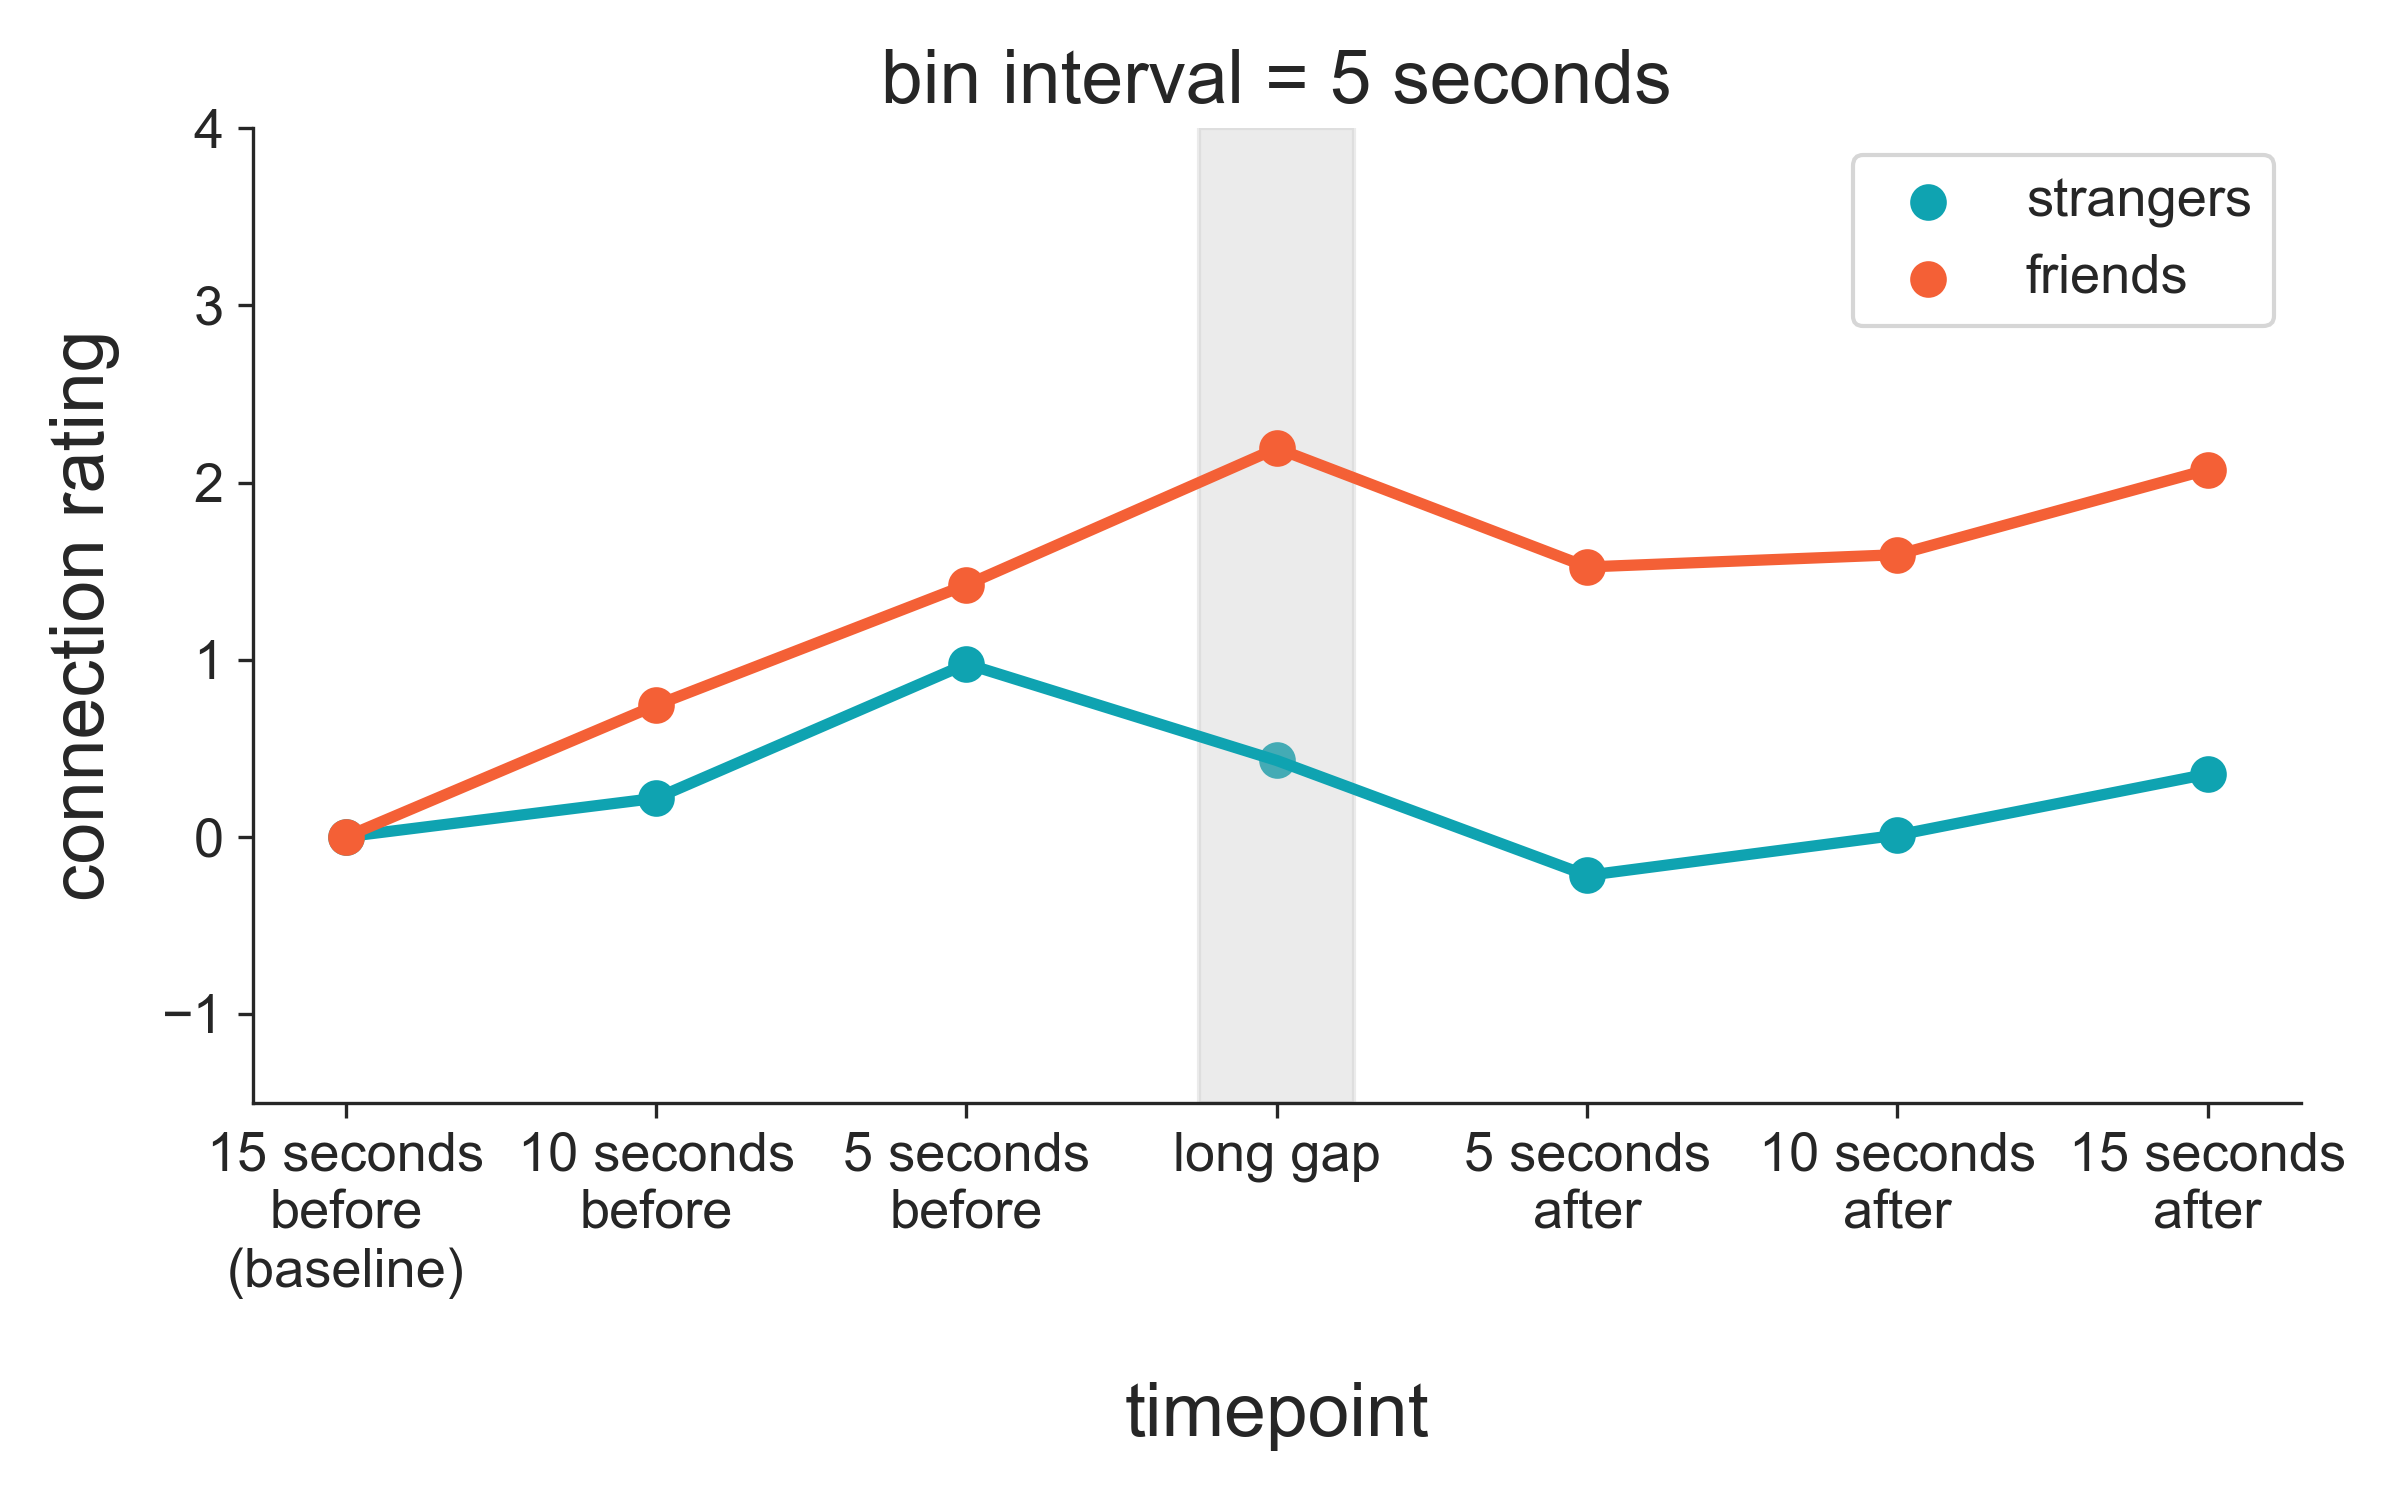 bin interval = 5 seconds
4
3
2
1
0
−1
connection rating
strangers
friends
15 seconds
before
(baseline)
10 seconds
before
5 seconds
before
long gap
5 seconds
after
10 seconds
after
15 seconds
after
timepoint